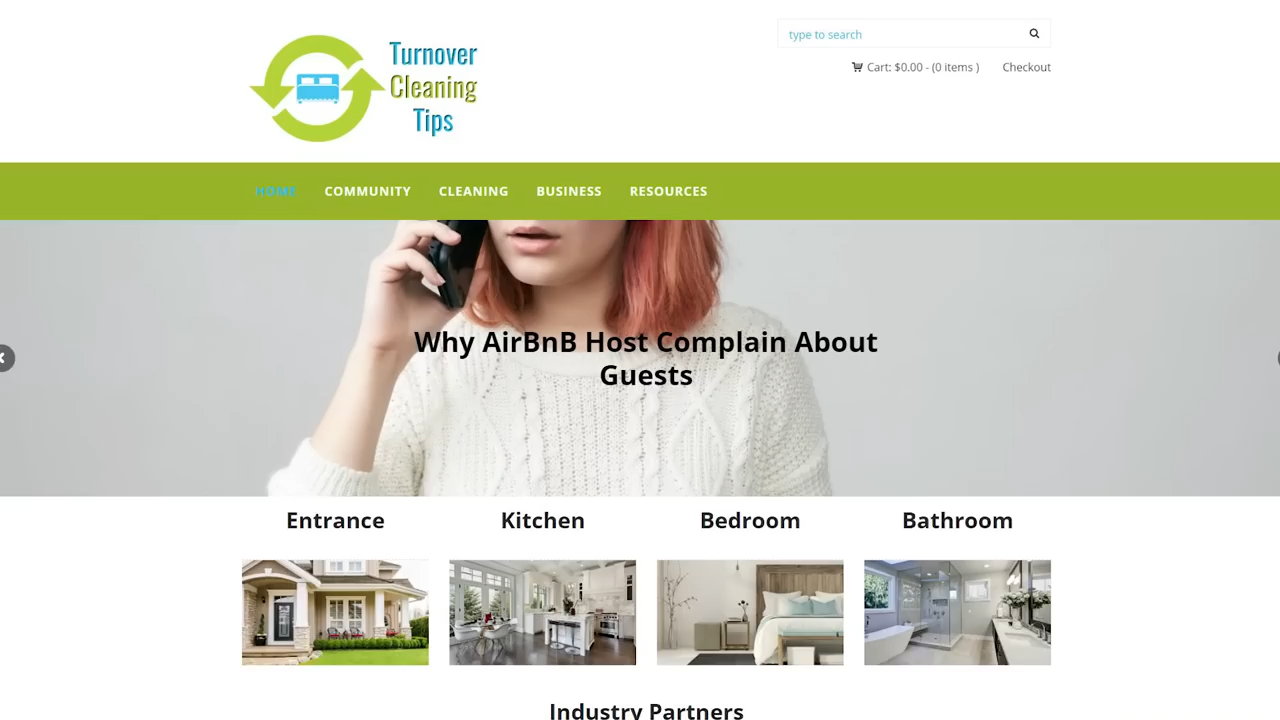 Turnover
Cleaning
Tips
type to search
Cart: $0.00 - (0 items )
Checkout
HOME
COMMUNITY
CLEANING
BUSINESS
RESOURCES
Why AirBnB Host Complain About
Guests
Entrance
Kitchen
Bedroom
Bathroom
Industry Partners